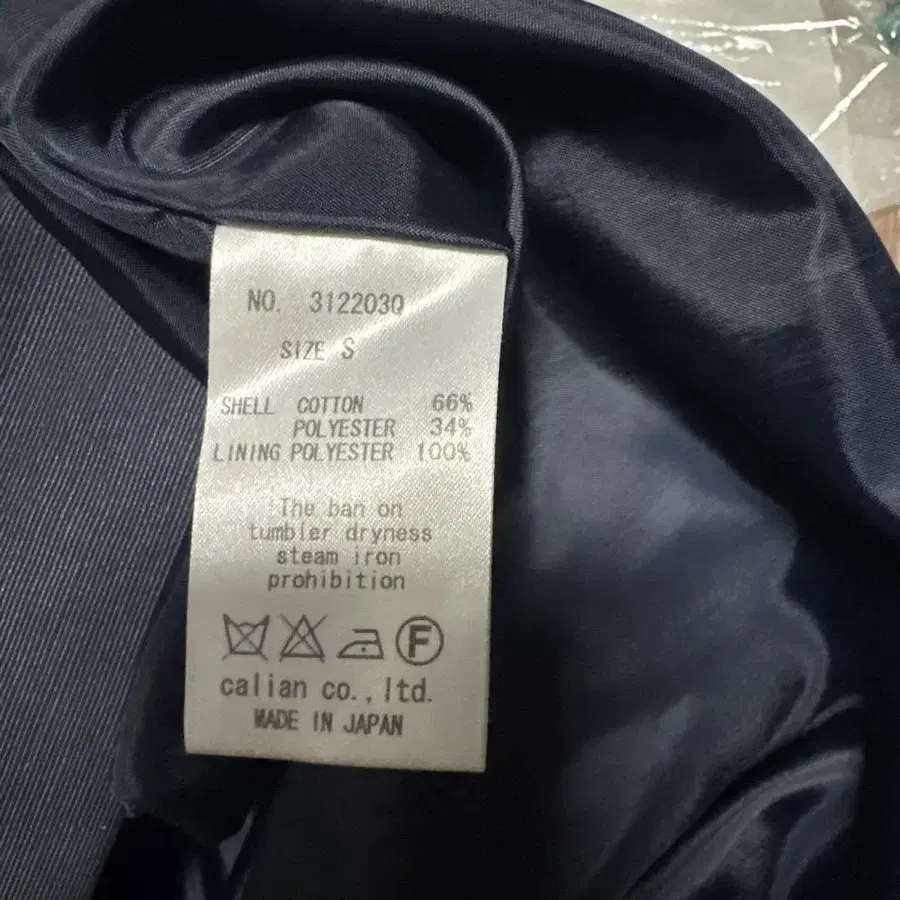 NO. 312203Q
SIZE S
SHELL COTTON 66%
POLYESTER 34%
LINING POLYESTER 100%
The ban on
tumbler dryness
steam iron
prohibition
F
calian co.,ltd.
MADE IN JAPAN